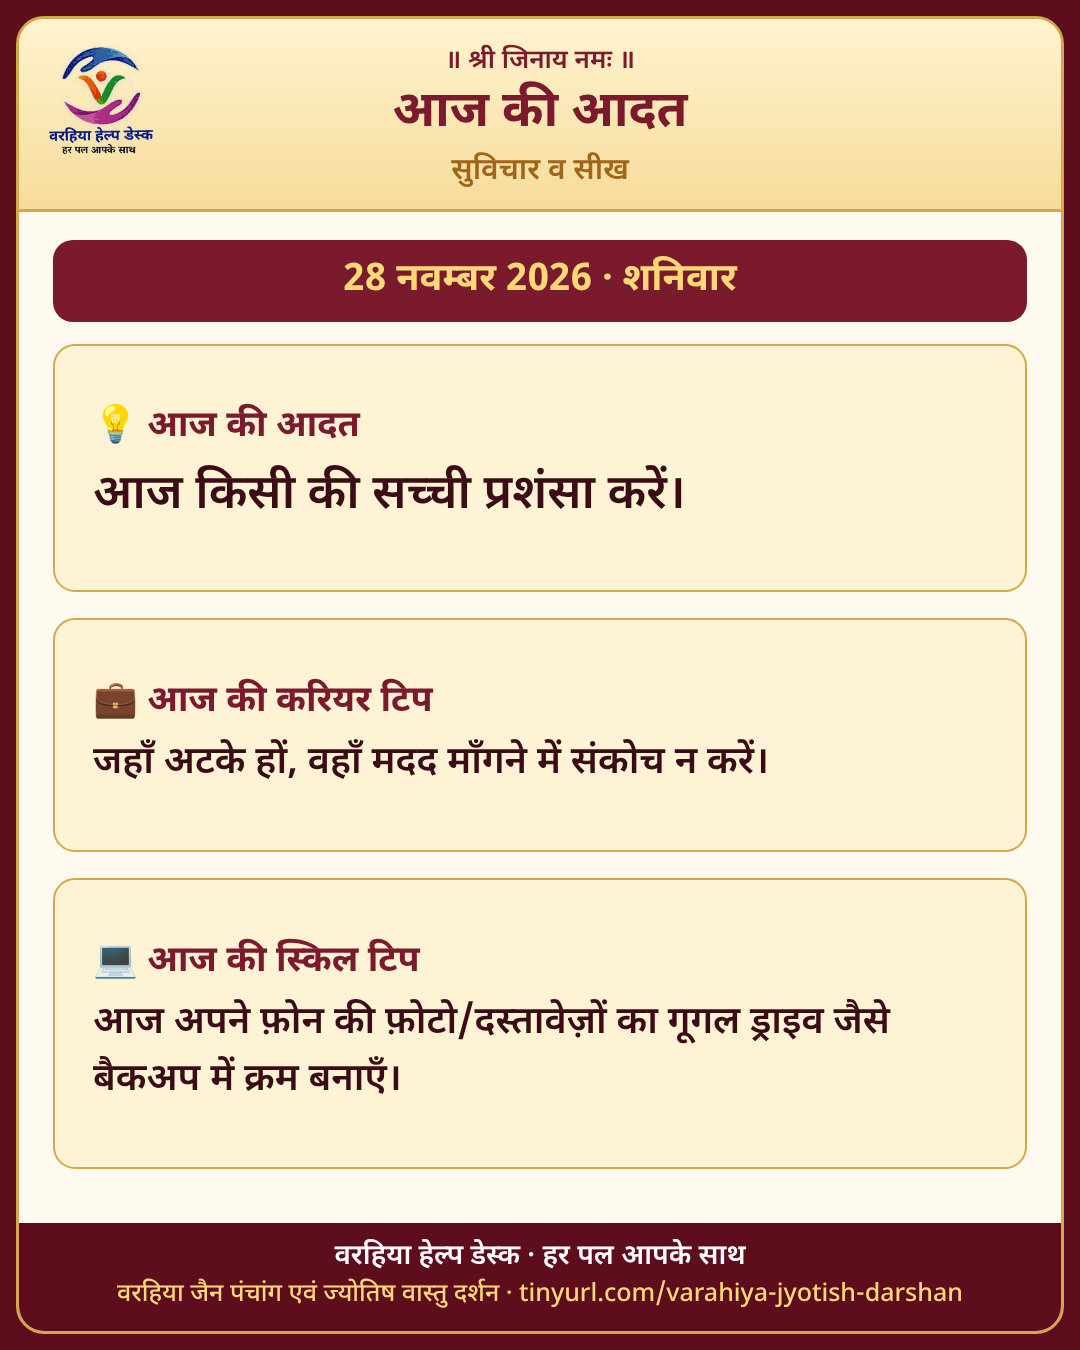 ॥ श्री जिनाय नमः ॥
आज की आदत
सुविचार व सीख
वरहिया हेल्प डेस्क
हर पल आपके साथ
28 नवम्बर 2026 · शनिवार
💡 आज की आदत
आज किसी की सच्ची प्रशंसा करें।
💼 आज की करियर टिप
जहाँ अटके हों, वहाँ मदद माँगने में संकोच न करें।
💻 आज की स्किल टिप
आज अपने फ़ोन की फ़ोटो/दस्तावेज़ों का गूगल ड्राइव जैसे
बैकअप में क्रम बनाएँ।
वरहिया हेल्प डेस्क · हर पल आपके साथ
वरहिया जैन पंचांग एवं ज्योतिष वास्तु दर्शन · tinyurl.com/varahiya-jyotish-darshan